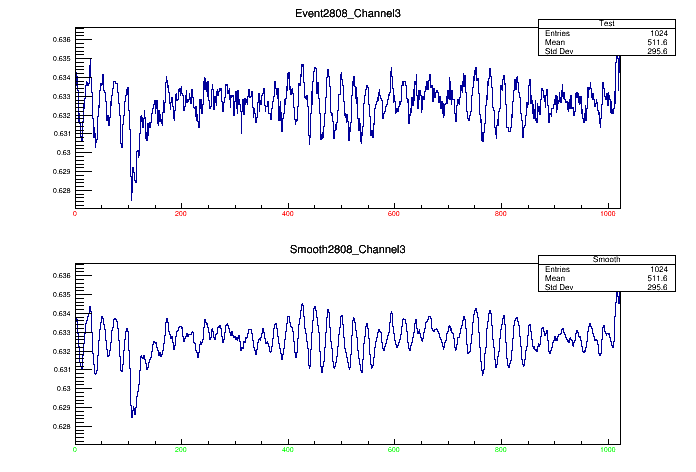 Event2808_Channel3
Test
Entries 1024
Mean 511.6
Std Dev 295.6
0.636
0.635
0.634
0.633
0.632
0.631
0.63
0.629
0.628
0 200 400 600 800 1000
Smooth2808_Channel3
Smooth
Entries 1024
Mean 511.6
Std Dev 295.6
0.636
0.635
0.634
0.633
0.632
0.631
0.63
0.629
0.628
0 200 400 600 800 1000